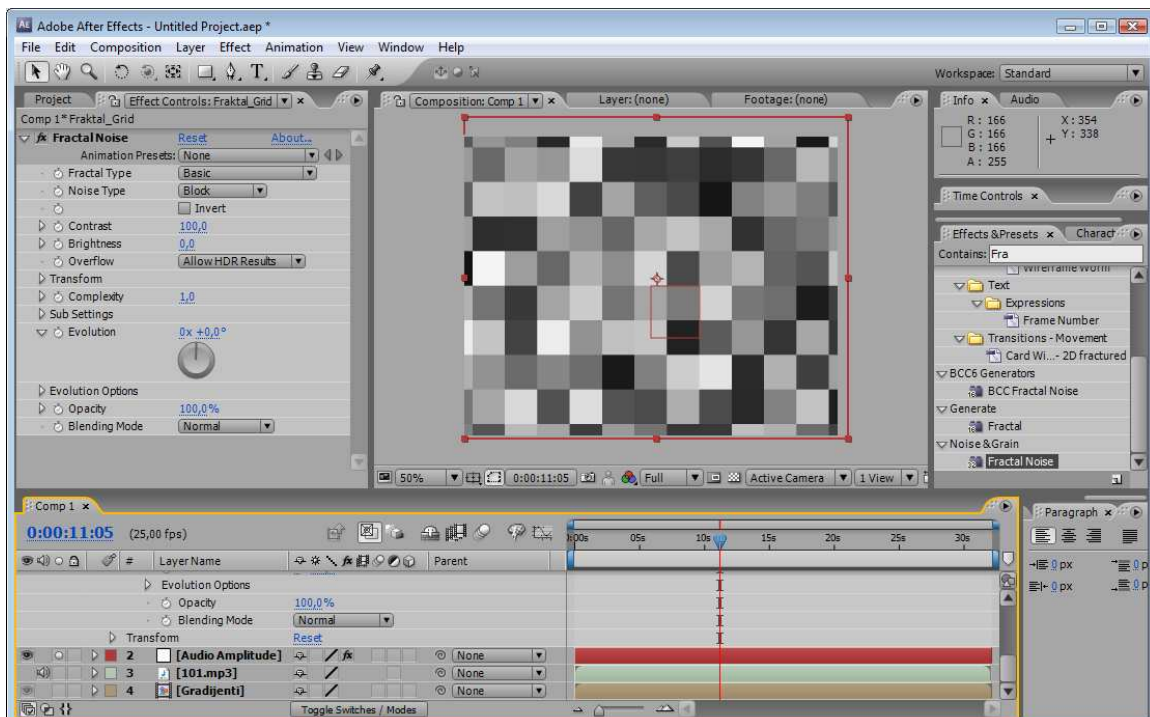 Adobe After Effects - Untitled Project.aep *
File Edit Composition Layer Effect Animation View Window Help
Workspace: Standard
Project Effect Controls: Fraktal_Grid
Comp 1 * Fraktal_Grid
fx Fractal Noise Reset About...
Animation Presets: None
Fractal Type Basic
Noise Type Block
Invert
Contrast 100,0
Brightness 0,0
Overflow Allow HDR Results
Transform
Complexity 1,0
Sub Settings
Evolution 0x +0,0°
Evolution Options
Opacity 100,0%
Blending Mode Normal
Composition: Comp 1 Layer: (none) Footage: (none)
50% 0:00:11:05 Full Active Camera 1 View
Info Audio
R : 166 X : 354
G : 166 Y : 338
B : 166
A : 255
Time Controls
Effects & Presets Charact
Contains: Fra
Wireframe Worm
Text
Expressions
Frame Number
Transitions - Movement
Card Wi...- 2D fractured
BCC6 Generators
BCC Fractal Noise
Generate
Fractal
Noise & Grain
Fractal Noise
Comp 1
0:00:11:05 (25,00 fps)
05s 10s 15s 20s 25s 30s
# Layer Name Parent
Evolution Options
Opacity 100,0%
Blending Mode Normal
Transform Reset
2 [Audio Amplitude] fx None
3 [101.mp3] None
4 [Gradijenti] None
Toggle Switches / Modes
Paragraph
0 px 0 p
0 px 0 p